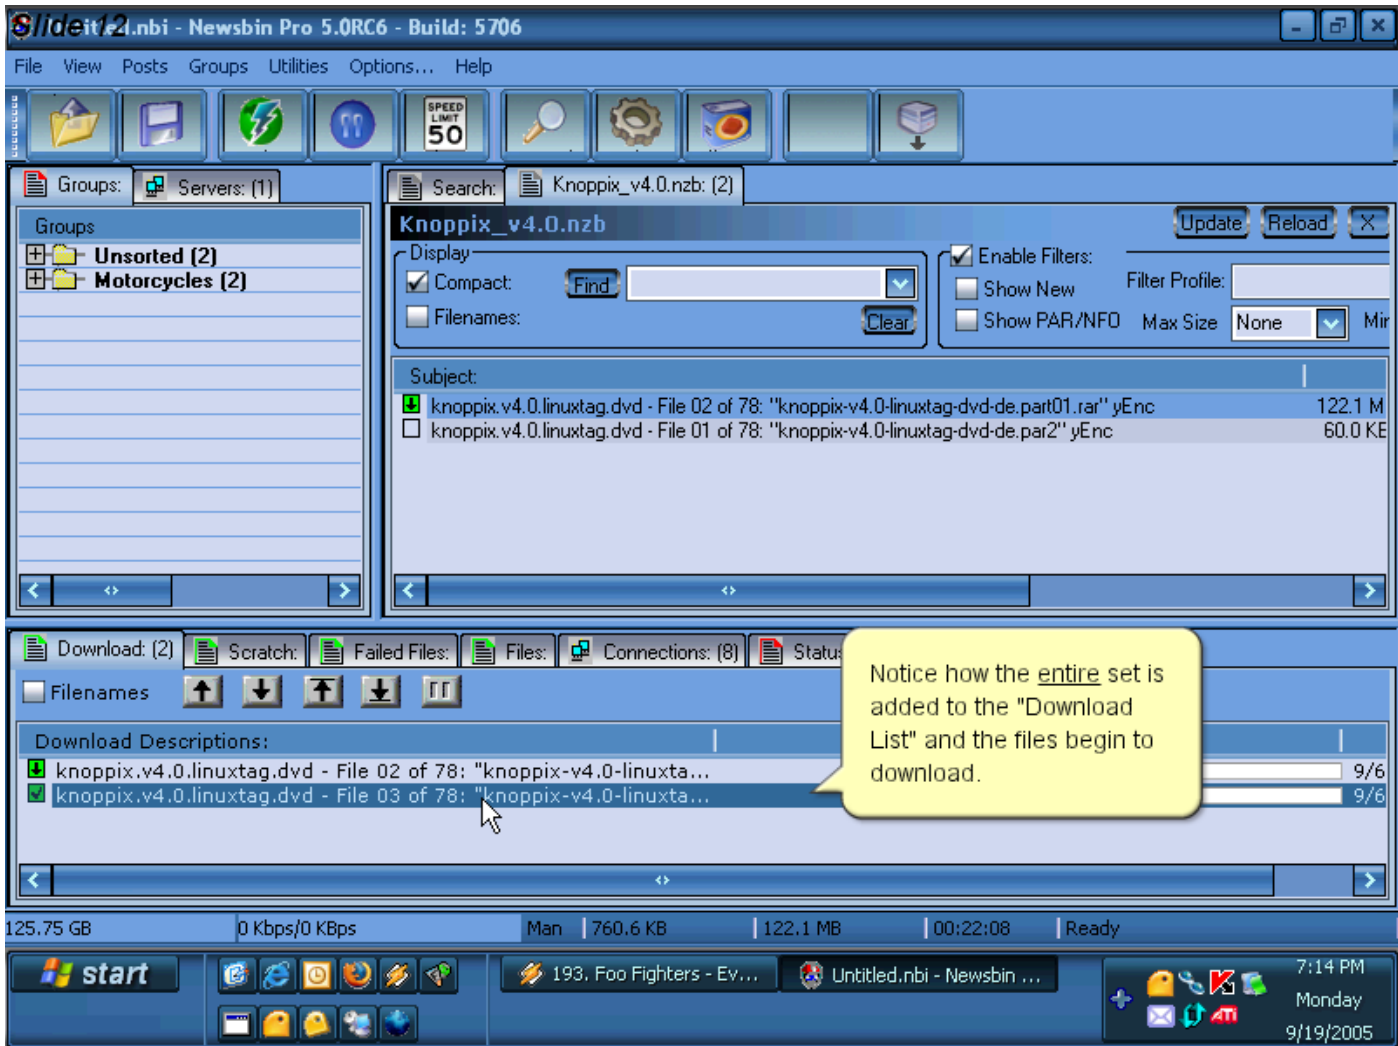 Slide 12
Untitled.nbi - Newsbin Pro 5.0RC6 - Build: 5706
File View Posts Groups Utilities Options... Help
SPEED
LIMIT
50
Groups: Servers: (1)
Search: Knoppix_v4.0.nzb: (2)
Groups
Unsorted (2)
Motorcycles (2)
Knoppix_v4.0.nzb
Update Reload X
Display
Compact: Find
Filenames: Clear
Enable Filters:
Show New Filter Profile:
Show PAR/NFO Max Size None
Subject:
knoppix.v4.0.linuxtag.dvd - File 02 of 78: "knoppix-v4.0-linuxtag-dvd-de.part01.rar" yEnc 122.1 M
knoppix.v4.0.linuxtag.dvd - File 01 of 78: "knoppix-v4.0-linuxtag-dvd-de.par2" yEnc 60.0 KB
Download: (2) Scratch: Failed Files: Files: Connections: (8) Status
Filenames
Download Descriptions:
knoppix.v4.0.linuxtag.dvd - File 02 of 78: "knoppix-v4.0-linuxta... 9/6
knoppix.v4.0.linuxtag.dvd - File 03 of 78: "knoppix-v4.0-linuxta... 9/6
Notice how the entire set is
added to the "Download
List" and the files begin to
download.
125.75 GB 0 Kbps/0 KBps Man 760.6 KB 122.1 MB 00:22:08 Ready
start
193. Foo Fighters - Ev...
Untitled.nbi - Newsbin ...
ATI
7:14 PM
Monday
9/19/2005